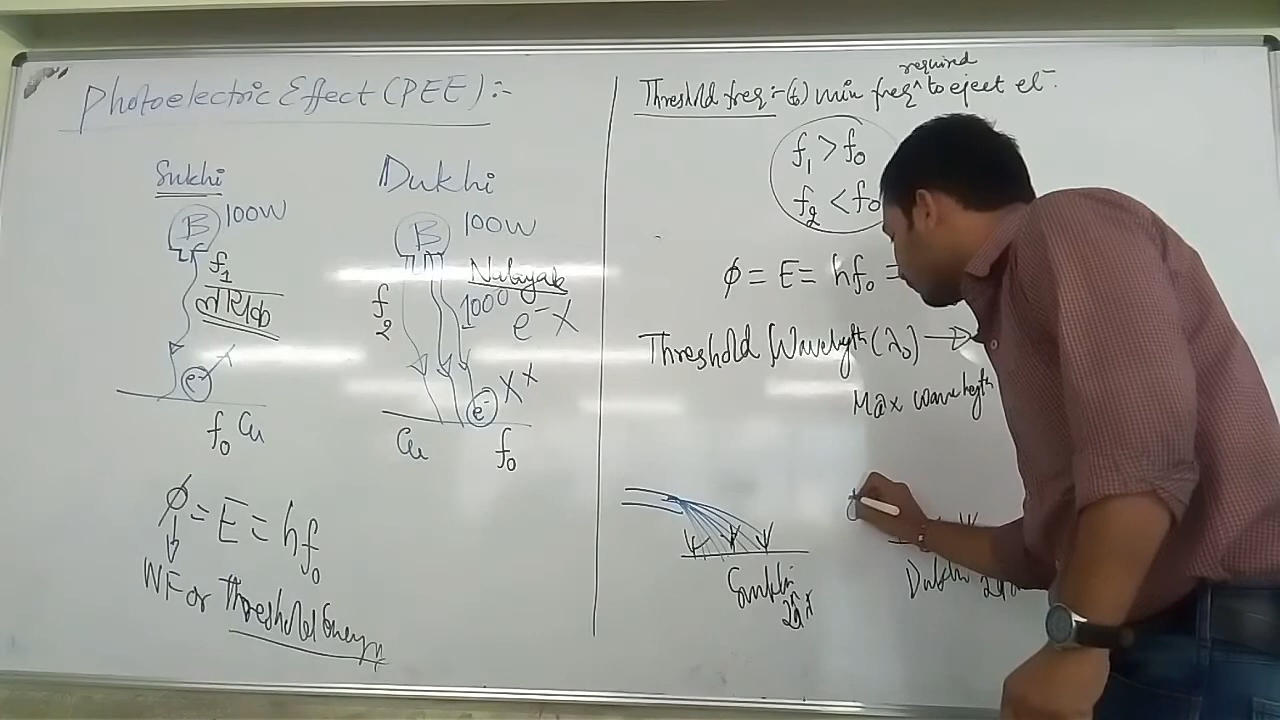 Photoelectric Effect (PEE) :-
Sukhi
B 100W
f₁
लायक
e⁻
f₀ Cu
ϕ = E = hf₀
WF or Threshold Energy
Dukhi
B 100W
f₂
Nalayak
1000
e⁻ X
e⁻ X X
Cu f₀
required
Threshold freq :- (f₀) min freq^ to eject el⁻.
f₁ > f₀
f₂ < f₀
ϕ = E = hf₀ =
Threshold Wavelength (λ₀) →
Max wavelength
Sukhi
Dukhi